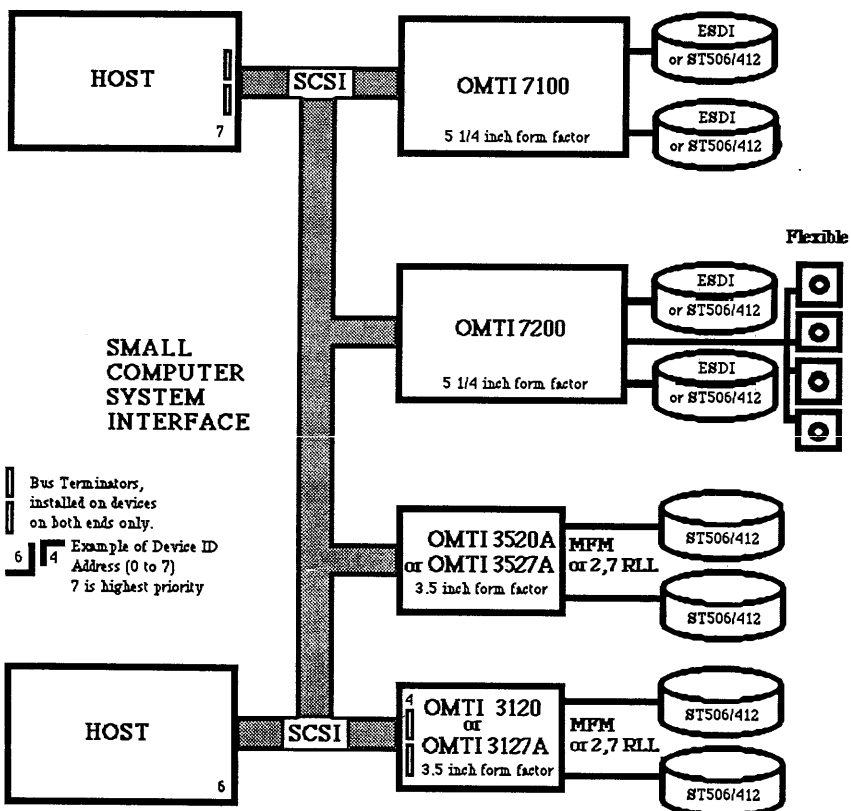 HOST
7
SCSI
OMTI 7100
5 1/4 inch form factor
ESDI
or ST506/412
ESDI
or ST506/412
Flexible
OMTI 7200
5 1/4 inch form factor
ESDI
or ST506/412
ESDI
or ST506/412
SMALL
COMPUTER
SYSTEM
INTERFACE
Bus Terminators,
installed on devices
on both ends only.
6 4 Example of Device ID
Address (0 to 7)
7 is highest priority
OMTI 3520A
or OMTI 3527A
3.5 inch form factor
MFM
or 2,7 RLL
ST506/412
ST506/412
HOST
6
SCSI
4
OMTI 3120
or
OMTI 3127A
3.5 inch form factor
MFM
or 2,7 RLL
ST506/412
ST506/412